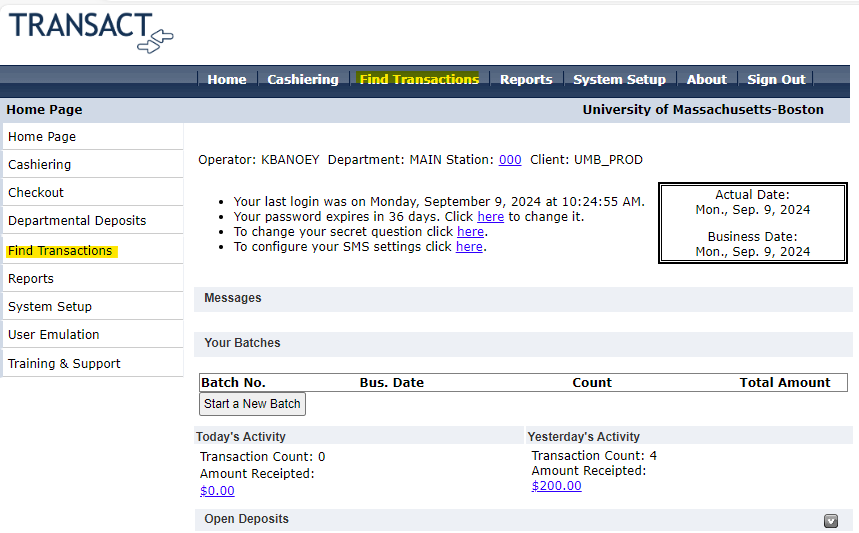 TRANSACT
Home Cashiering Find Transactions Reports System Setup About Sign Out
Home Page University of Massachusetts-Boston
Home Page
Cashiering
Checkout
Departmental Deposits
Find Transactions
Reports
System Setup
User Emulation
Training & Support
Operator: KBANOEY Department: MAIN Station: 000 Client: UMB_PROD
Your last login was on Monday, September 9, 2024 at 10:24:55 AM.
Your password expires in 36 days. Click here to change it.
To change your secret question click here.
To configure your SMS settings click here.
Actual Date:
Mon., Sep. 9, 2024
Business Date:
Mon., Sep. 9, 2024
Messages
Your Batches
Batch No. Bus. Date Count Total Amount
Start a New Batch
Today's Activity
Transaction Count: 0
Amount Receipted:
$0.00
Yesterday's Activity
Transaction Count: 4
Amount Receipted:
$200.00
Open Deposits